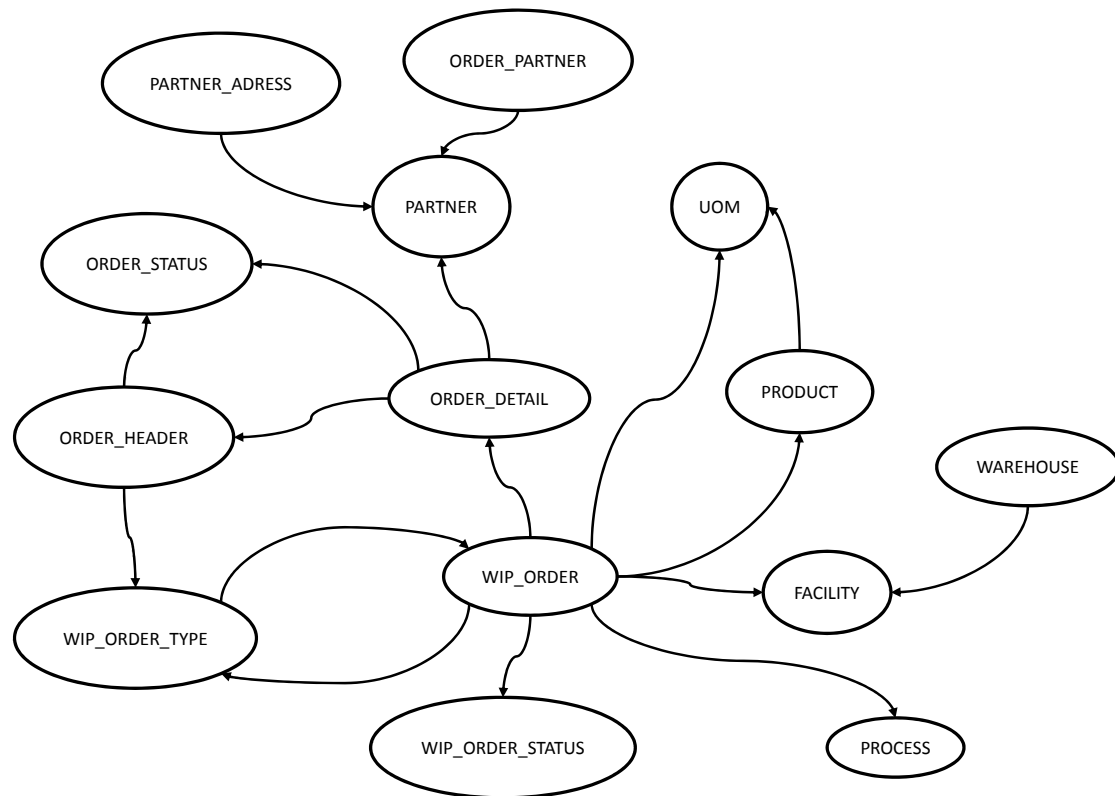 ORDER_PARTNER
PARTNER_ADRESS
PARTNER
UOM
ORDER_STATUS
PRODUCT
ORDER_DETAIL
ORDER_HEADER
WAREHOUSE
WIP_ORDER
FACILITY
WIP_ORDER_TYPE
WIP_ORDER_STATUS
PROCESS